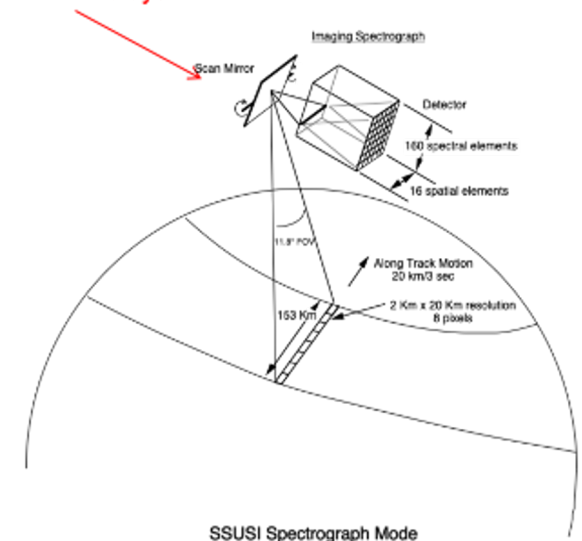 Imaging Spectrograph
Scan Mirror
Detector
160 spectral elements
16 spatial elements
11.8° FOV
Along Track Motion
20 km/3 sec
153 Km
2 Km x 20 Km resolution
8 pixels
SSUSI Spectrograph Mode